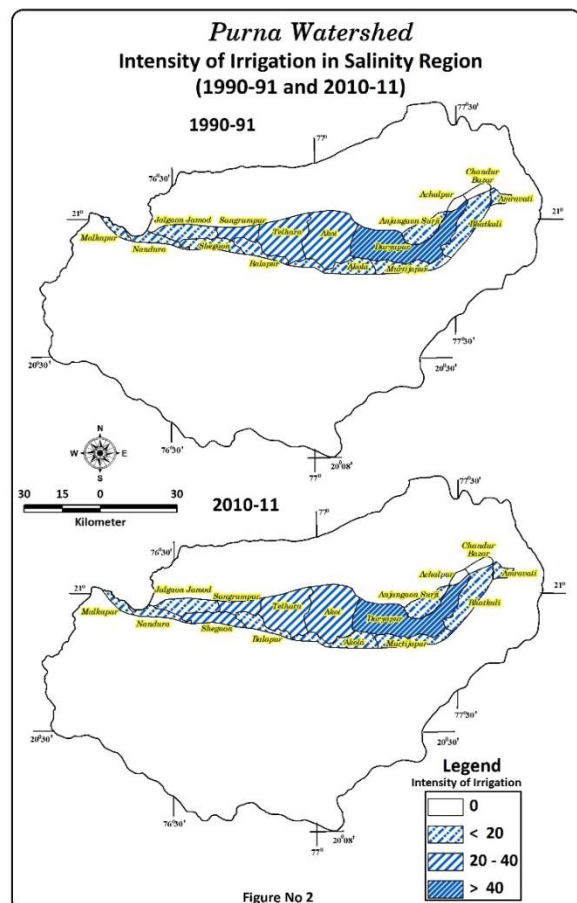 Purna Watershed
Intensity of Irrigation in Salinity Region
(1990-91 and 2010-11)
1990-91
77°30'
77°
76°30'
Chandur
Bazar
Achalpur
Amravati
21°
Jalgaon Jamod
Sangrampur
Anjangaon Surji
21°
Malkapur
Telhara
Akot
Bhatkuli
Nandura
Shegaon
Daryapur
Balapur
Akola
Murtijapur
77°30'
20°30'
N
W E
S
76°30'
77°
20°08'
30 15 0 30
Kilometer
2010-11
77°30'
77°
76°30'
Chandur
Bazar
Achalpur
Amravati
21°
Jalgaon Jamod
Sangrampur
Anjangaon Surji
21°
Malkapur
Telhara
Akot
Bhatkuli
Nandura
Shegaon
Daryapur
Balapur
Akola
Murtijapur
77°30'
20°30'
76°30'
77°
20°08'
Legend
Intensity of Irrigation
0
< 20
20 - 40
> 40
Figure No 2